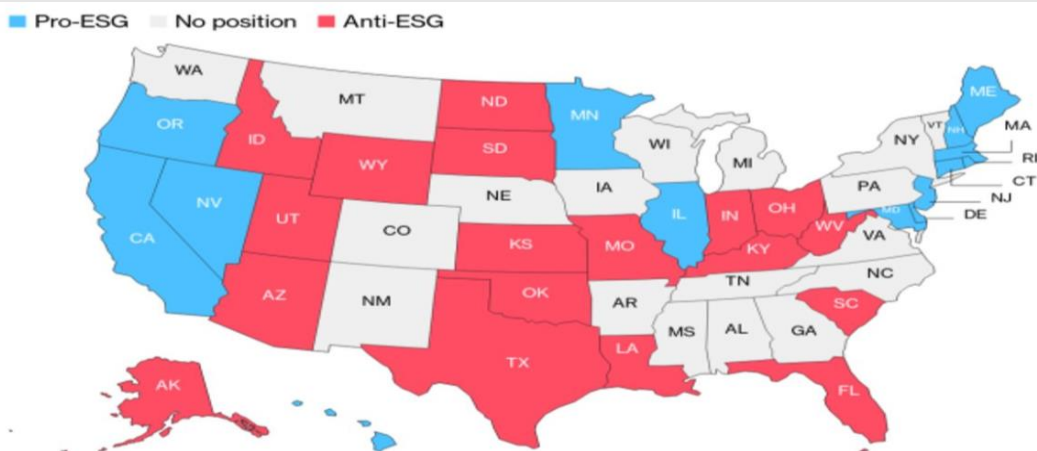 Pro-ESG No position Anti-ESG
WA
MT
ND
MN
ME
OR
ID
SD
WI
MI
NY
VT
NH
MA
WY
RI
CT
NE
IA
PA
NJ
NV
UT
CO
IL
IN
OH
MD
DE
CA
KS
MO
WV
VA
KY
AZ
NM
OK
AR
TN
NC
SC
MS
AL
GA
LA
TX
FL
AK